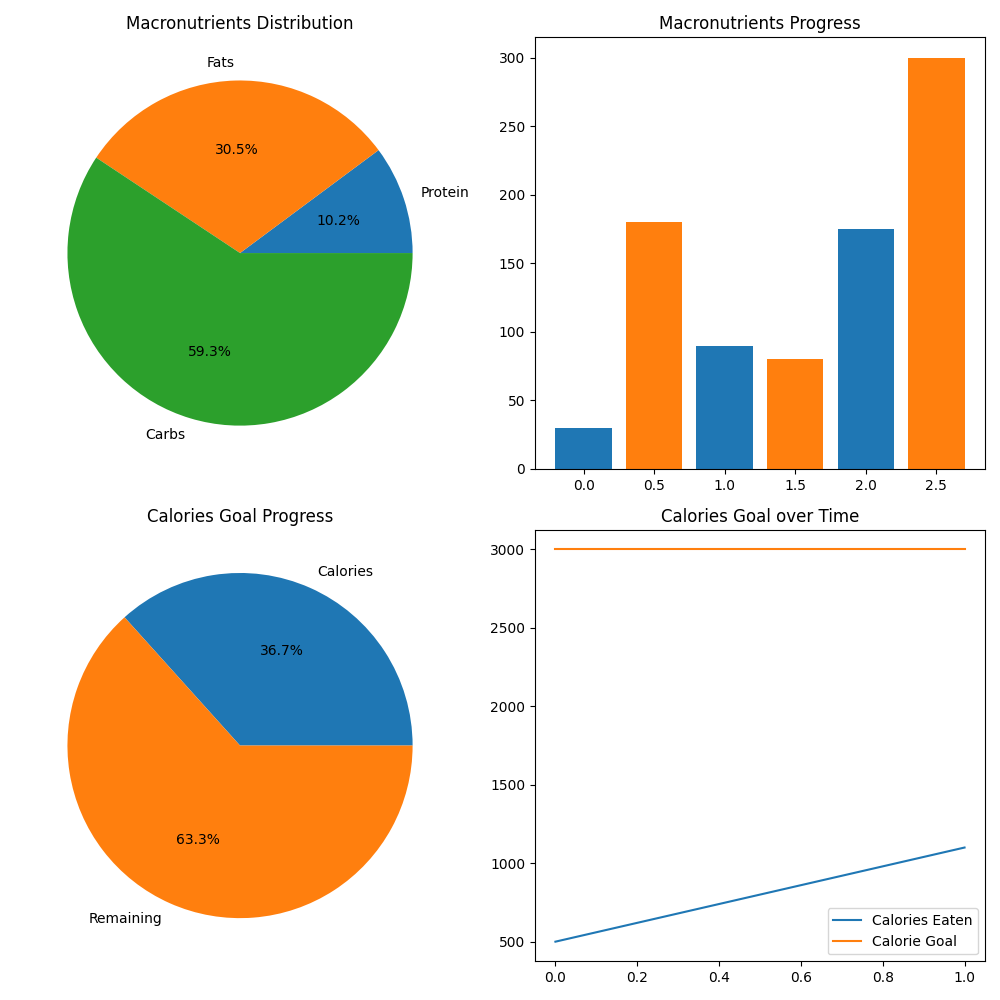 Macronutrients Distribution
Fats
30.5%
Protein
10.2%
59.3%
Carbs
Macronutrients Progress
300
250
200
150
100
50
0
0.0 0.5 1.0 1.5 2.0 2.5
Calories Goal Progress
Calories
36.7%
63.3%
Remaining
Calories Goal over Time
3000
2500
2000
1500
1000
500
Calories Eaten
Calorie Goal
0.0 0.2 0.4 0.6 0.8 1.0